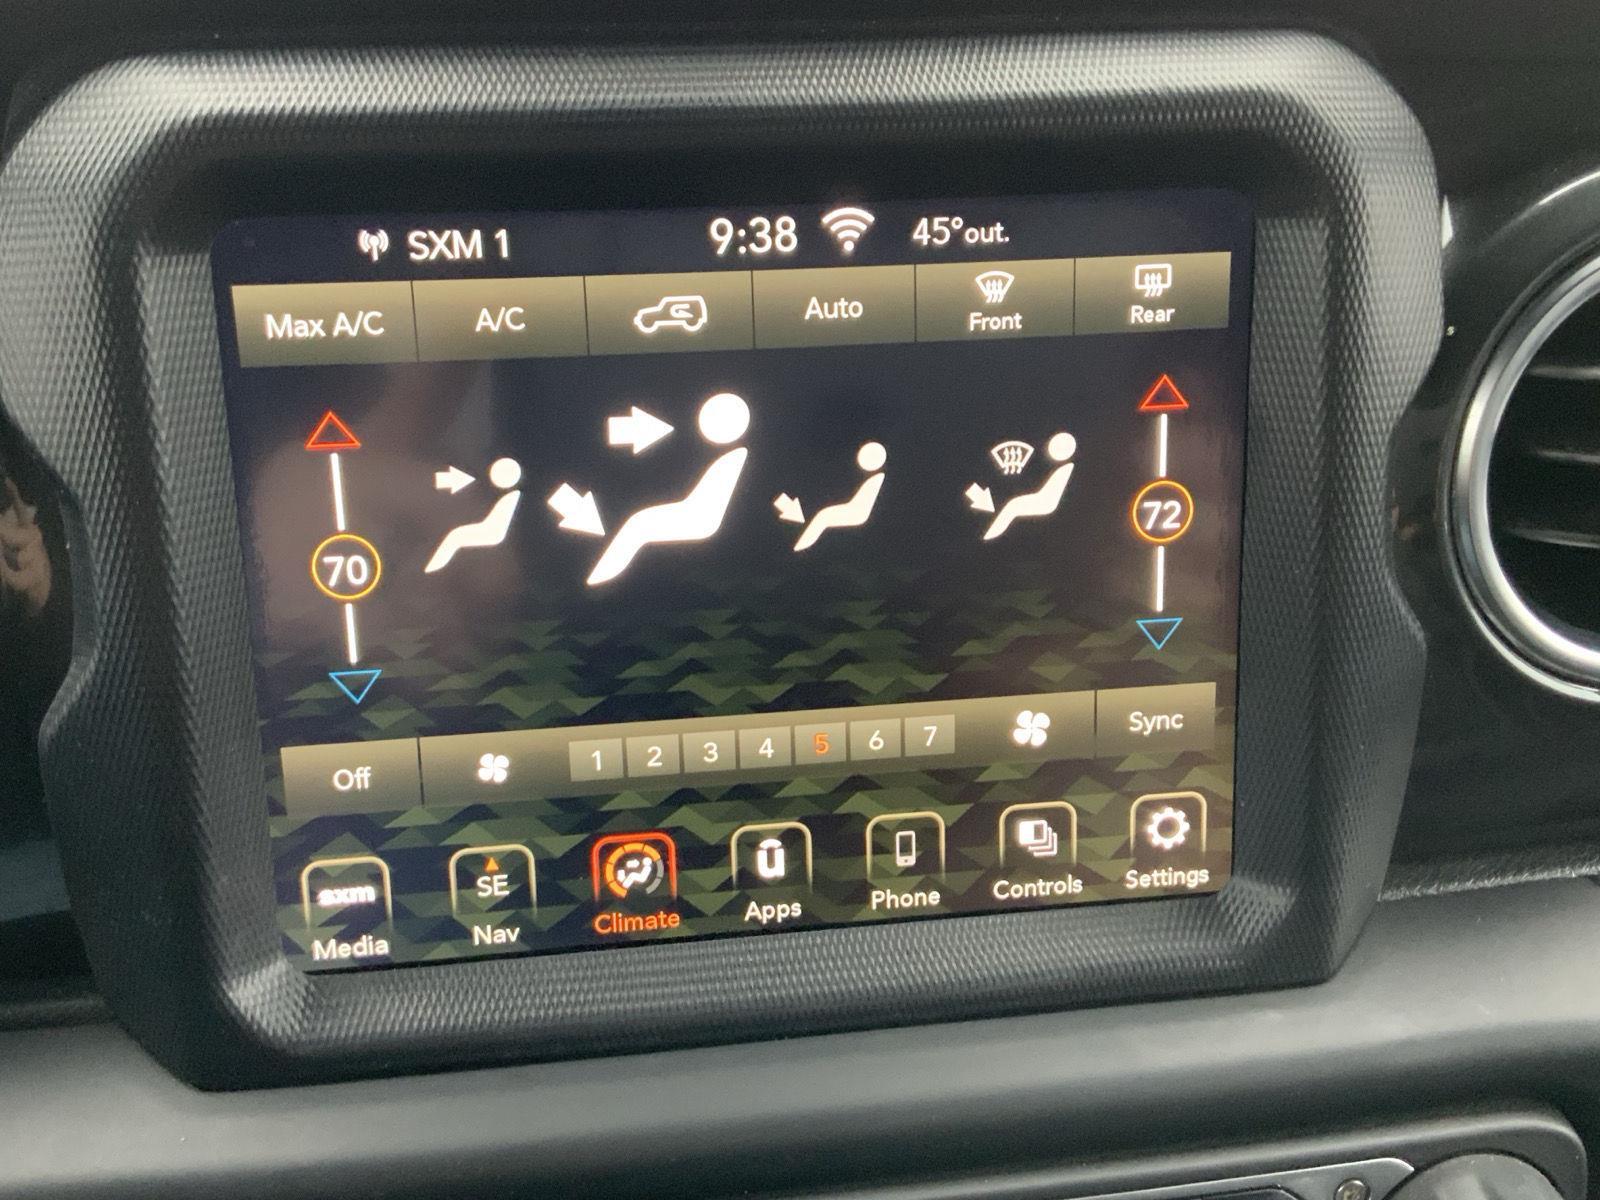 SXM 1 9:38 45°out.
Max A/C A/C Auto Front Rear
70 72
Off 1 2 3 4 5 6 7 Sync
sxm SE ū
Media Nav Climate Apps Phone Controls Settings